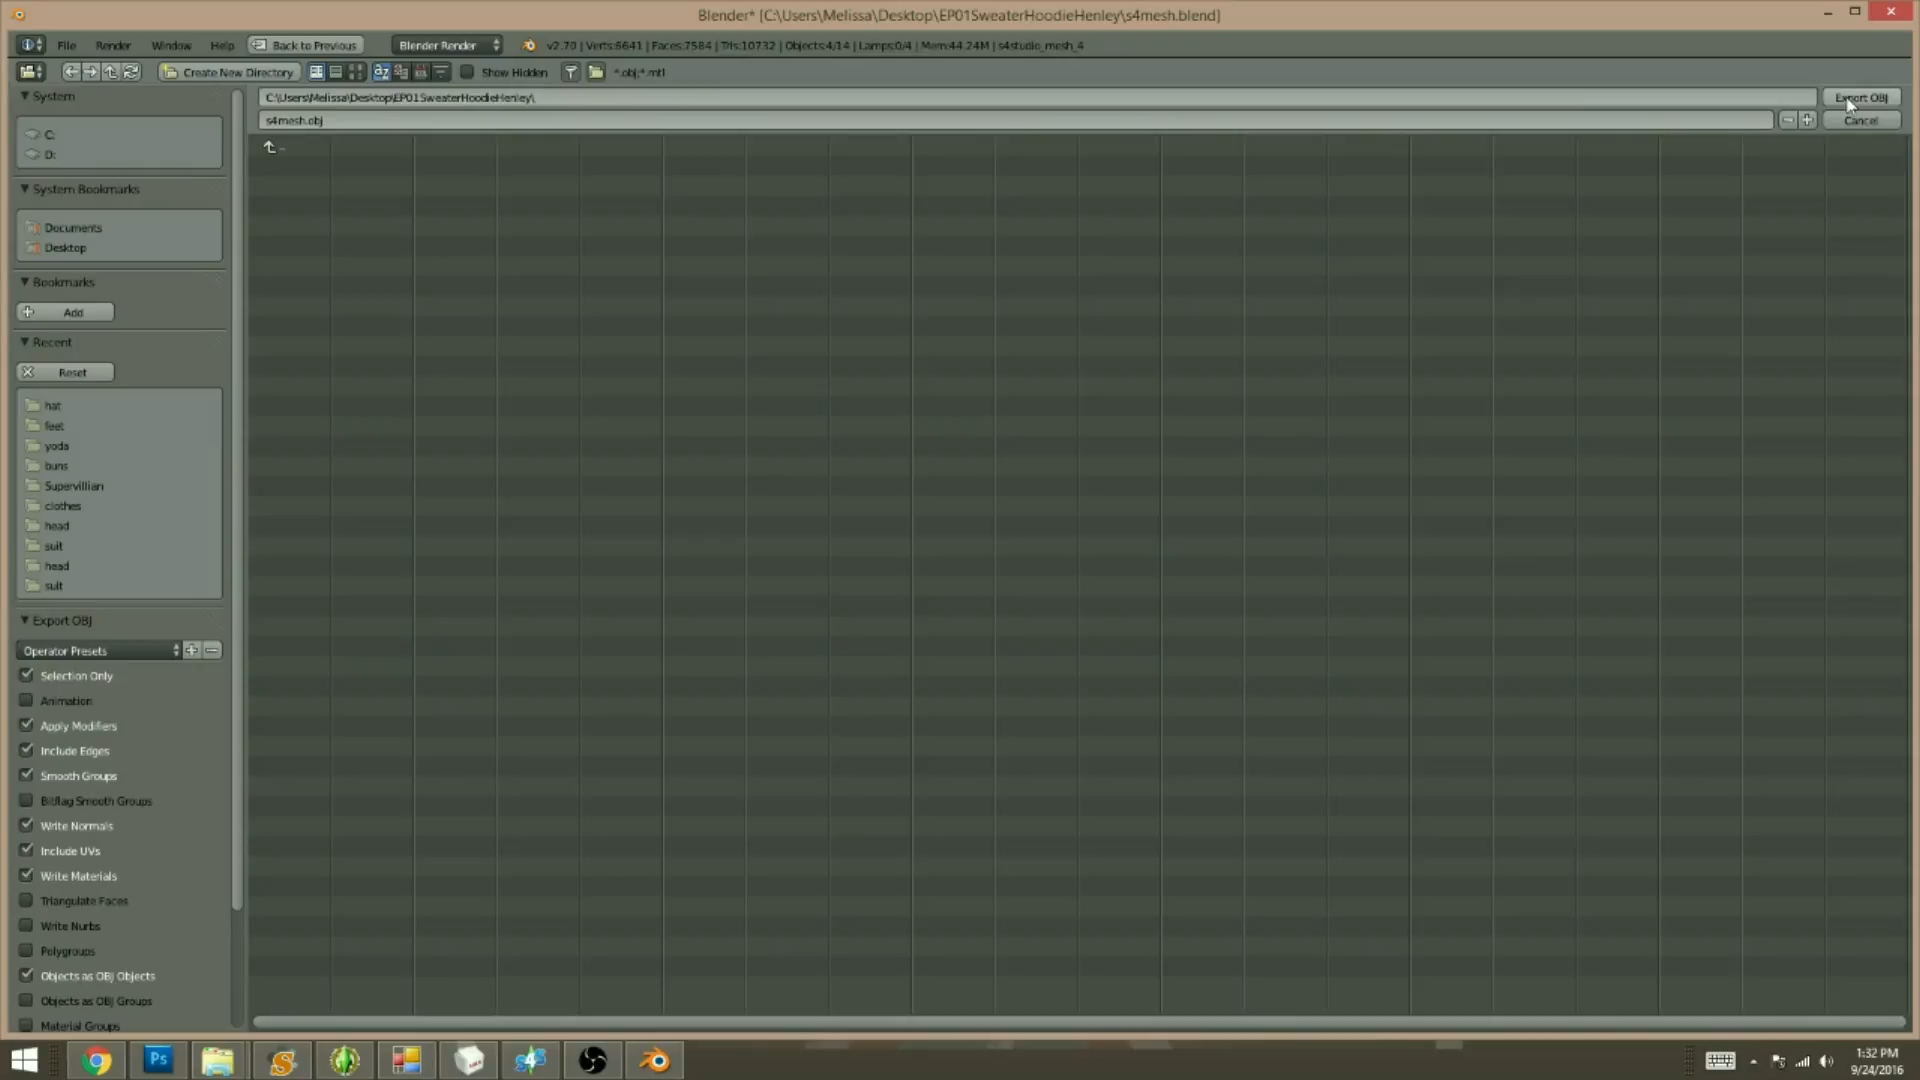 Blender* [C:\Users\Melissa\Desktop\EP01SweaterHoodieHenley\s4mesh.blend]
File Render Window Help Back to Previous Blender Render v2.70 | Verts:6641 | Faces:7584 | Tris:10732 | Objects:4/14 | Lamps:0/4 | Mem:44.24M | s4studio_mesh_4
Create New Directory Show Hidden *.obj;*.mtl
System
C:\Users\Melissa\Desktop\EP01SweaterHoodieHenley\
Export OBJ
s4mesh.obj
Cancel
..
C:
D:
System Bookmarks
Documents
Desktop
Bookmarks
Add
Recent
Reset
hat
feet
yoda
buns
Supervillian
clothes
head
suit
head
suit
Export OBJ
Operator Presets
Selection Only
Animation
Apply Modifiers
Include Edges
Smooth Groups
Bitflag Smooth Groups
Write Normals
Include UVs
Write Materials
Triangulate Faces
Write Nurbs
Polygroups
Objects as OBJ Objects
Objects as OBJ Groups
Material Groups
Ps
1:32 PM
9/24/2016